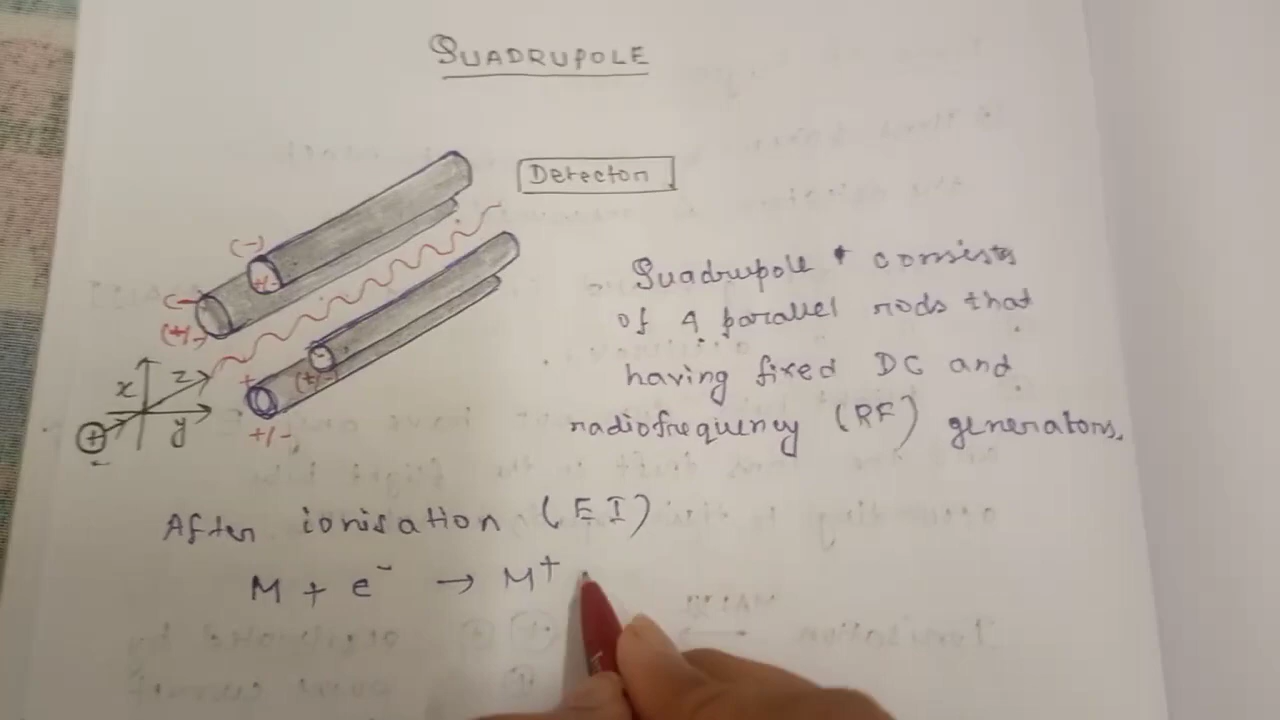 QUADRUPOLE
Detector
(-)
+/-
(+)-
x
z
y
+
(+/-)
+
+/-
Quadrupole consists
of 4 parallel rods that
having fixed DC and
radiofrequency (RF) generators.
After ionisation (EI)
M + e⁻ → M⁺